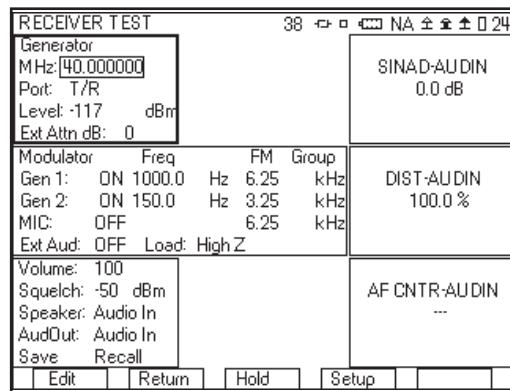 RECEIVER TEST 38 NA 24
Generator
MHz: 40.000000
Port: T/R
Level: -117 dBm
Ext Attn dB: 0
SINAD-AUDIN
0.0 dB
Modulator Freq FM Group
Gen 1: ON 1000.0 Hz 6.25 kHz
Gen 2: ON 150.0 Hz 3.25 kHz
MIC: OFF 6.25 kHz
Ext Aud: OFF Load: High Z
DIST-AUDIN
100.0 %
Volume: 100
Squelch: -50 dBm
Speaker: Audio In
AudOut: Audio In
Save Recall
AF CNTR-AUDIN
---
Edit Return Hold Setup